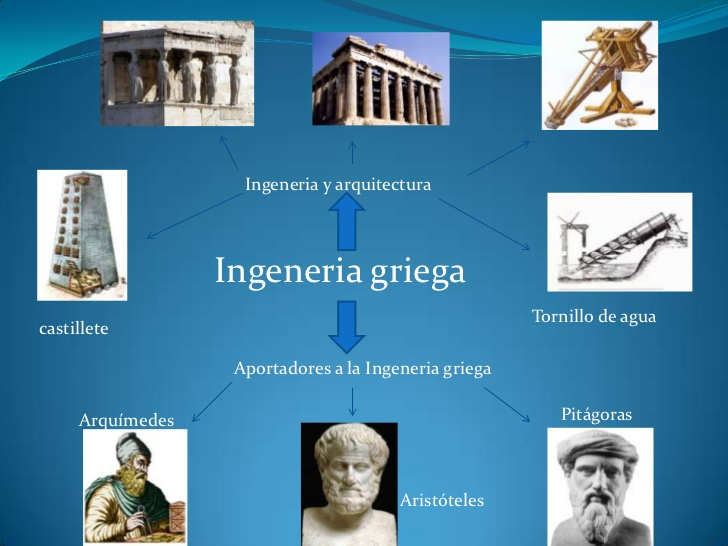 Ingeneria y arquitectura
Ingeneria griega
Tornillo de agua
castillete
Aportadores a la Ingeneria griega
Arquímedes
Pitágoras
Aristóteles